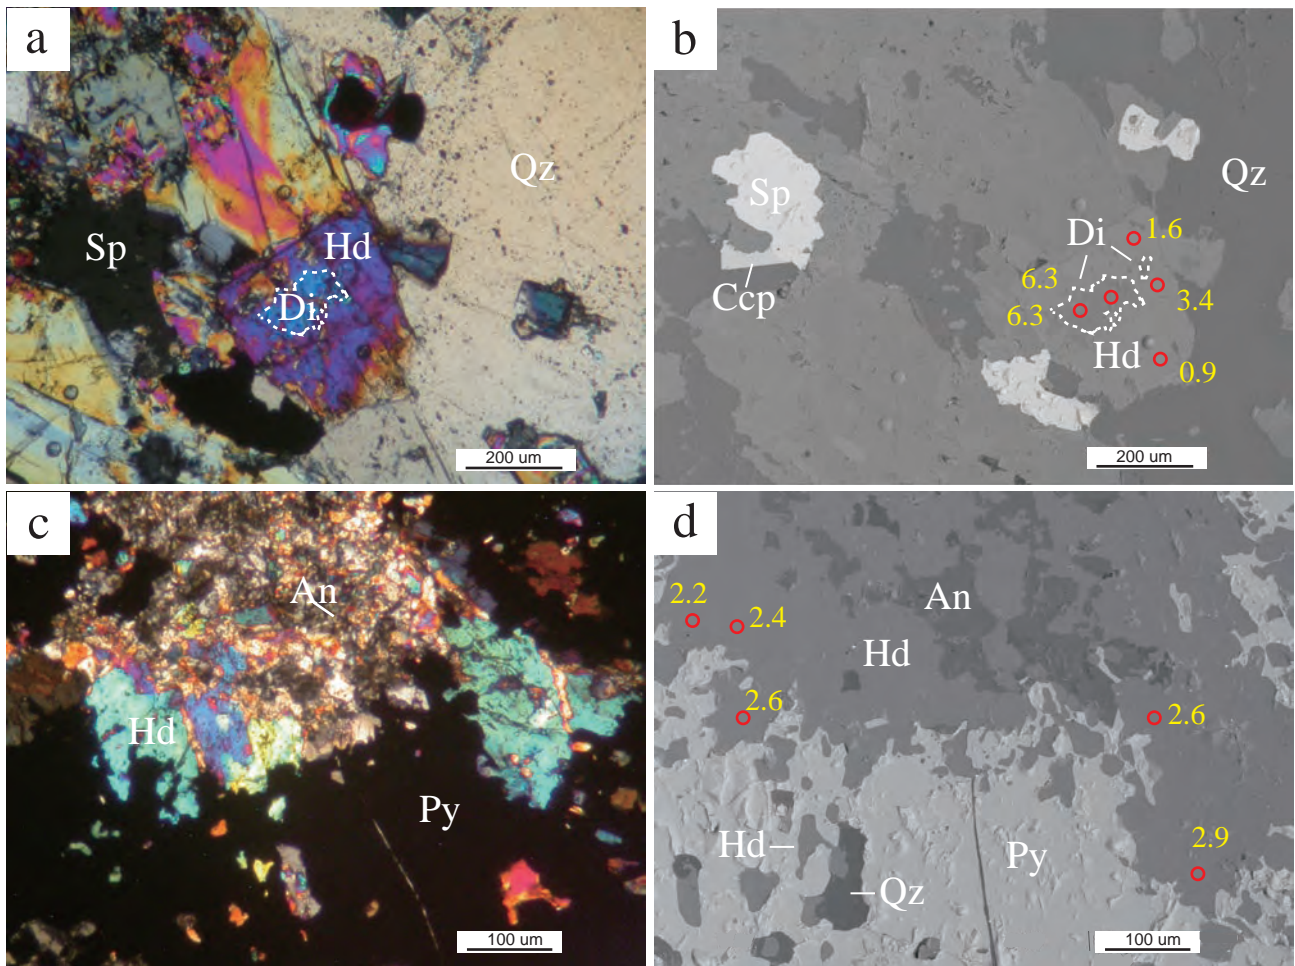 a
Qz
Hd
Sp
Di
200 um
b
Sp
Qz
Di
1.6
6.3
Ccp
6.3
3.4
Hd
0.9
200 um
c
An
Hd
Py
100 um
d
2.2
An
2.4
Hd
2.6
2.6
2.9
Hd
Py
Qz
100 um